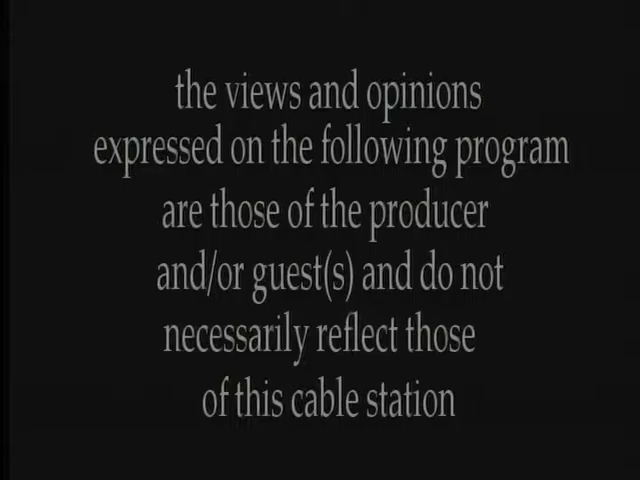 the views and opinions
expressed on the following program
are those of the producer
and/or guest(s) and do not
necessarily reflect those
of this cable station